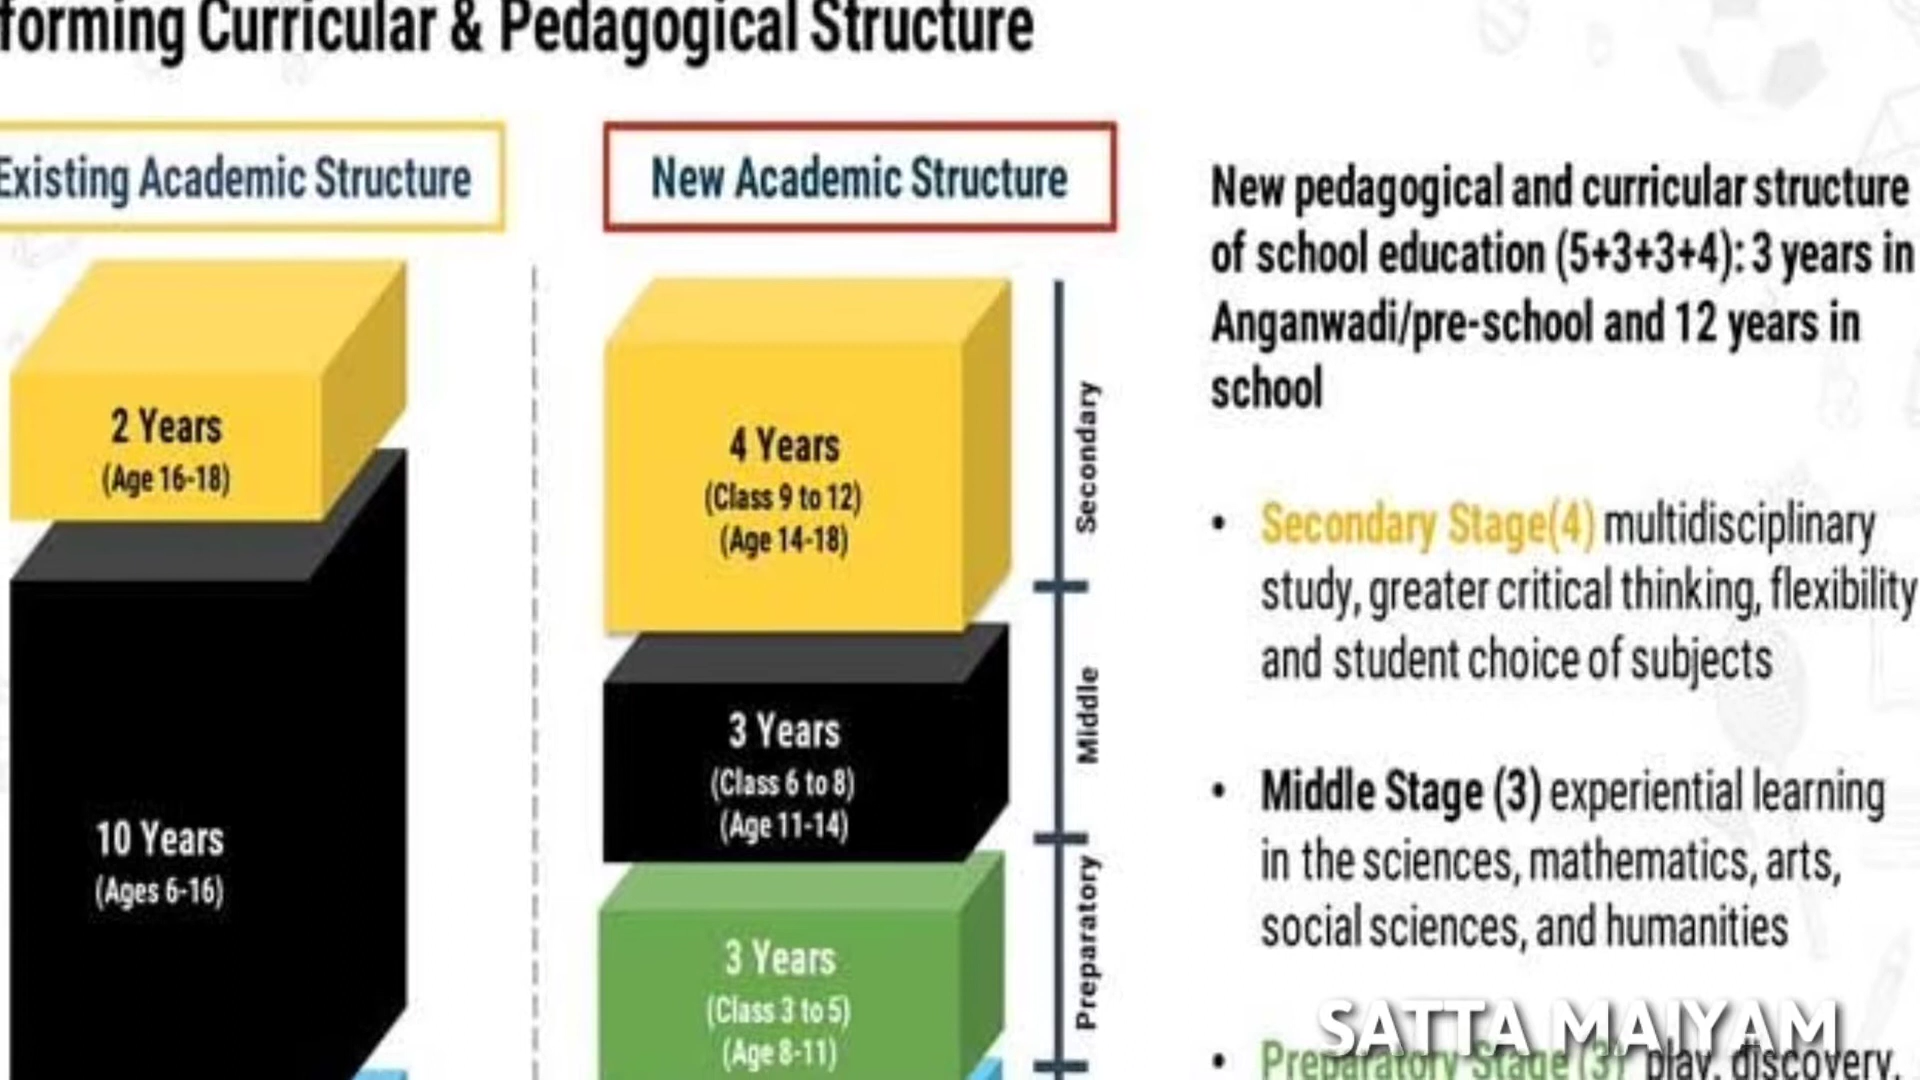 forming Curricular & Pedagogical Structure
Existing Academic Structure
New Academic Structure
2 Years
(Age 16-18)
10 Years
(Ages 6-16)
4 Years
(Class 9 to 12)
(Age 14-18)
Secondary
3 Years
(Class 6 to 8)
(Age 11-14)
Middle
3 Years
(Class 3 to 5)
(Age 8-11)
Preparatory
New pedagogical and curricular structure
of school education (5+3+3+4): 3 years in
Anganwadi/pre-school and 12 years in
school
• Secondary Stage(4) multidisciplinary
study, greater critical thinking, flexibility
and student choice of subjects
• Middle Stage (3) experiential learning
in the sciences, mathematics, arts,
social sciences, and humanities
• Preparatory Stage (3) play, discovery,
SATTA MAIYAM